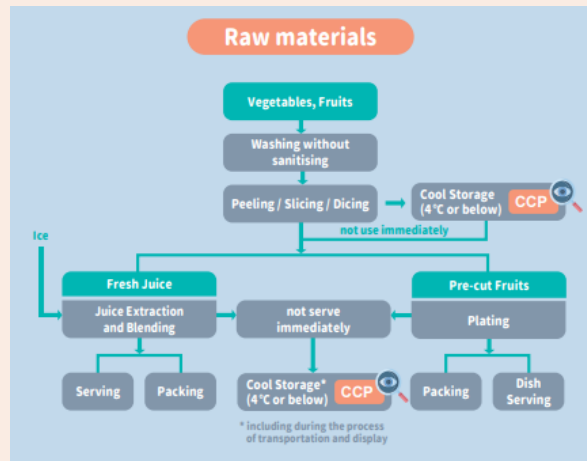 Raw materials
Vegetables, Fruits
Washing without
sanitising
Peeling / Slicing / Dicing
Cool Storage
(4°C or below)
CCP
not use immediately
Ice
Fresh Juice
Juice Extraction
and Blending
not serve
immediately
Pre-cut Fruits
Plating
Serving
Packing
Cool Storage*
(4°C or below)
CCP
Packing
Dish
Serving
* including during the process
of transportation and display